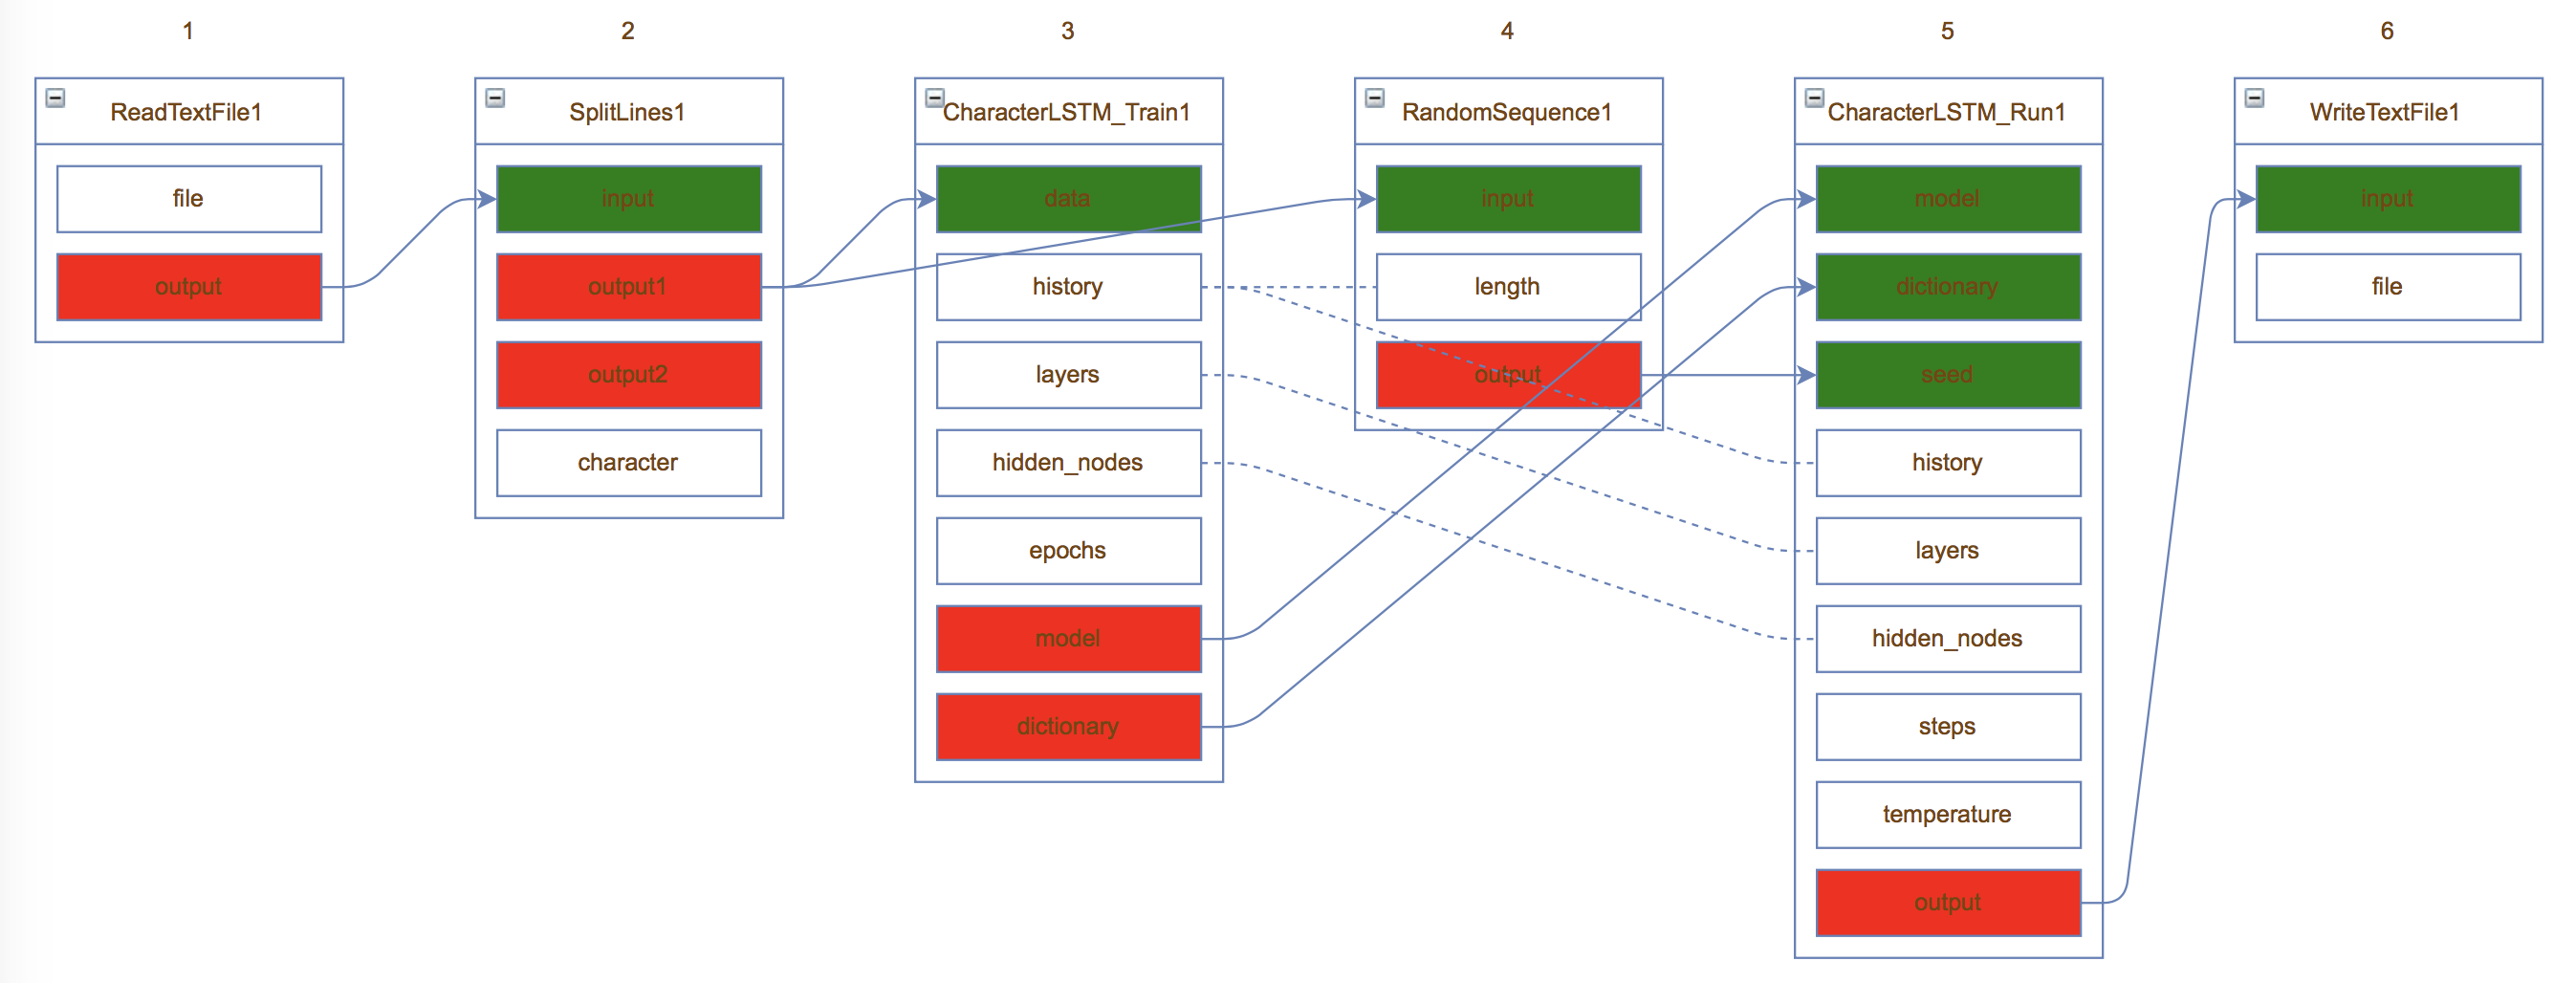 1
2
3
4
5
6
ReadTextFile1
file
output
SplitLines1
input
output1
output2
character
CharacterLSTM_Train1
data
history
layers
hidden_nodes
epochs
model
dictionary
RandomSequence1
input
length
output
CharacterLSTM_Run1
model
dictionary
seed
history
layers
hidden_nodes
steps
temperature
output
WriteTextFile1
input
file